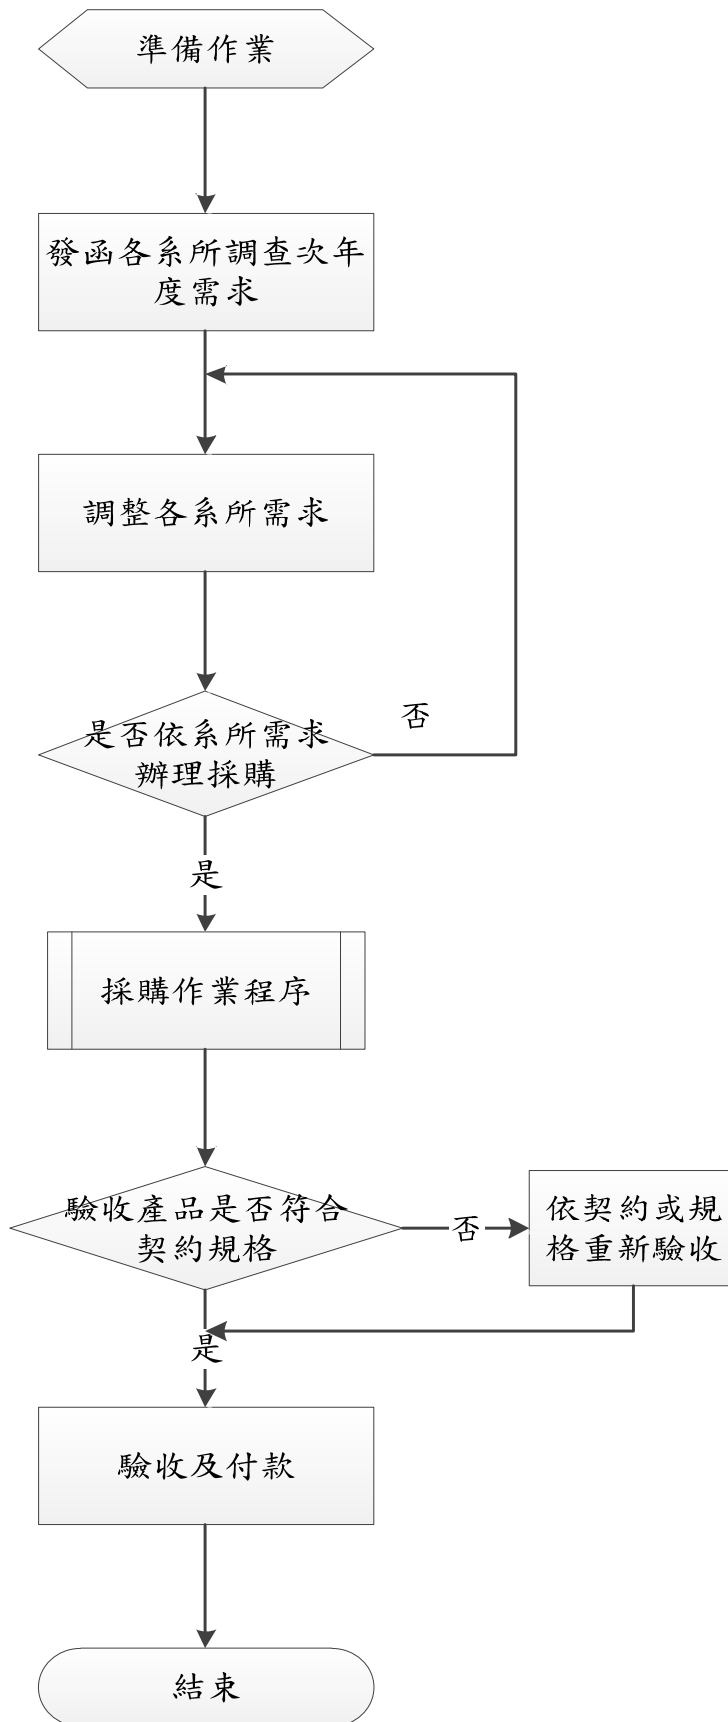 準備作業
發函各系所調查次年
度需求
調整各系所需求
是否依系所需求
辦理採購
否
是
採購作業程序
驗收產品是否符合
契約規格
否
依契約或規
格重新驗收
是
驗收及付款
結束